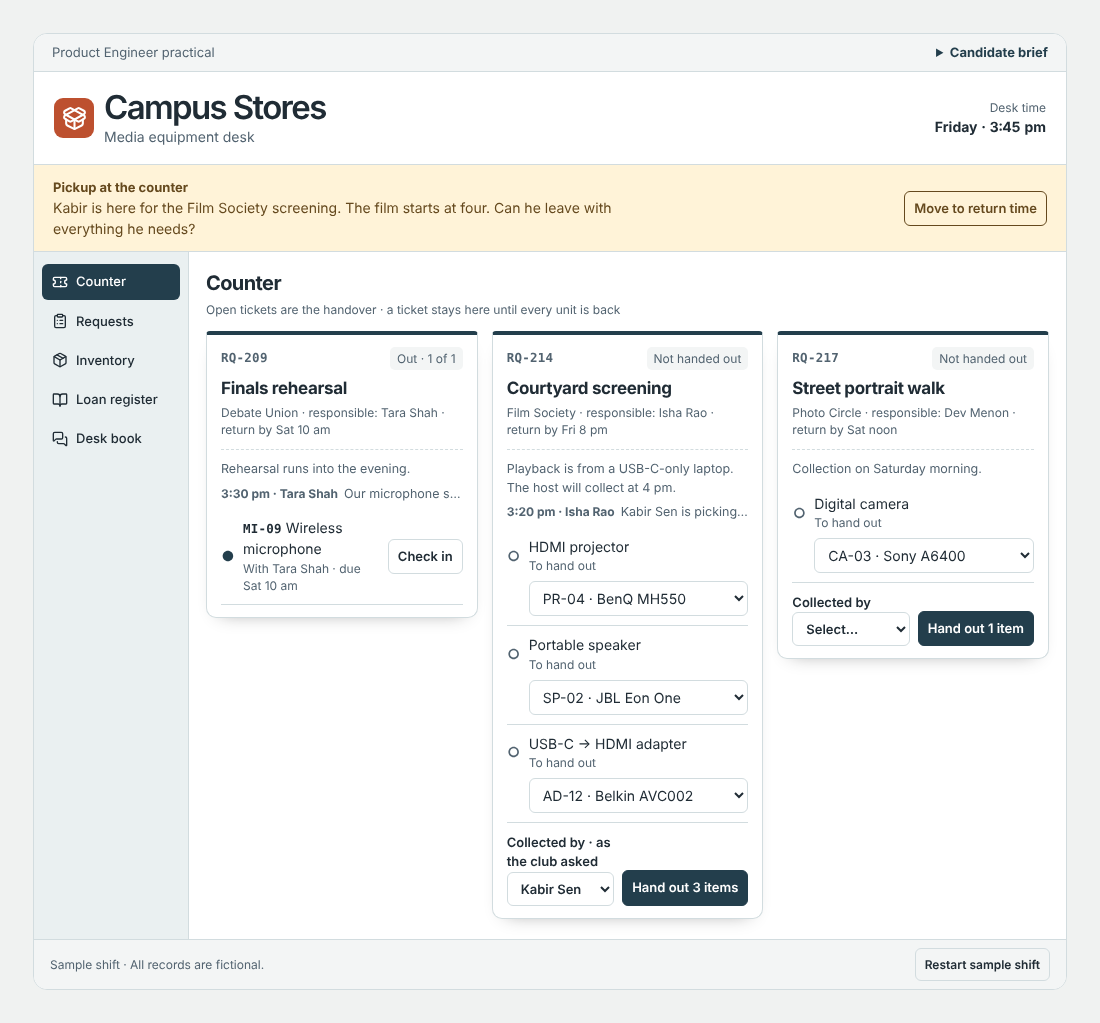 Product Engineer practical
▶ Candidate brief
Campus Stores
Media equipment desk
Desk time
Friday · 3:45 pm
Pickup at the counter
Kabir is here for the Film Society screening. The film starts at four. Can he leave with
everything he needs?
Move to return time
Counter
Requests
Inventory
Loan register
Desk book
Counter
Open tickets are the handover · a ticket stays here until every unit is back
RQ-209
Out · 1 of 1
Finals rehearsal
Debate Union · responsible: Tara Shah ·
return by Sat 10 am
Rehearsal runs into the evening.
3:30 pm · Tara Shah Our microphone s...
MI-09 Wireless
microphone
With Tara Shah · due
Sat 10 am
Check in
RQ-214
Not handed out
Courtyard screening
Film Society · responsible: Isha Rao ·
return by Fri 8 pm
Playback is from a USB-C-only laptop.
The host will collect at 4 pm.
3:20 pm · Isha Rao Kabir Sen is picking...
HDMI projector
To hand out
PR-04 · BenQ MH550
Portable speaker
To hand out
SP-02 · JBL Eon One
USB-C → HDMI adapter
To hand out
AD-12 · Belkin AVC002
Collected by · as
the club asked
Kabir Sen
Hand out 3 items
RQ-217
Not handed out
Street portrait walk
Photo Circle · responsible: Dev Menon ·
return by Sat noon
Collection on Saturday morning.
Digital camera
To hand out
CA-03 · Sony A6400
Collected by
Select...
Hand out 1 item
Sample shift · All records are fictional.
Restart sample shift